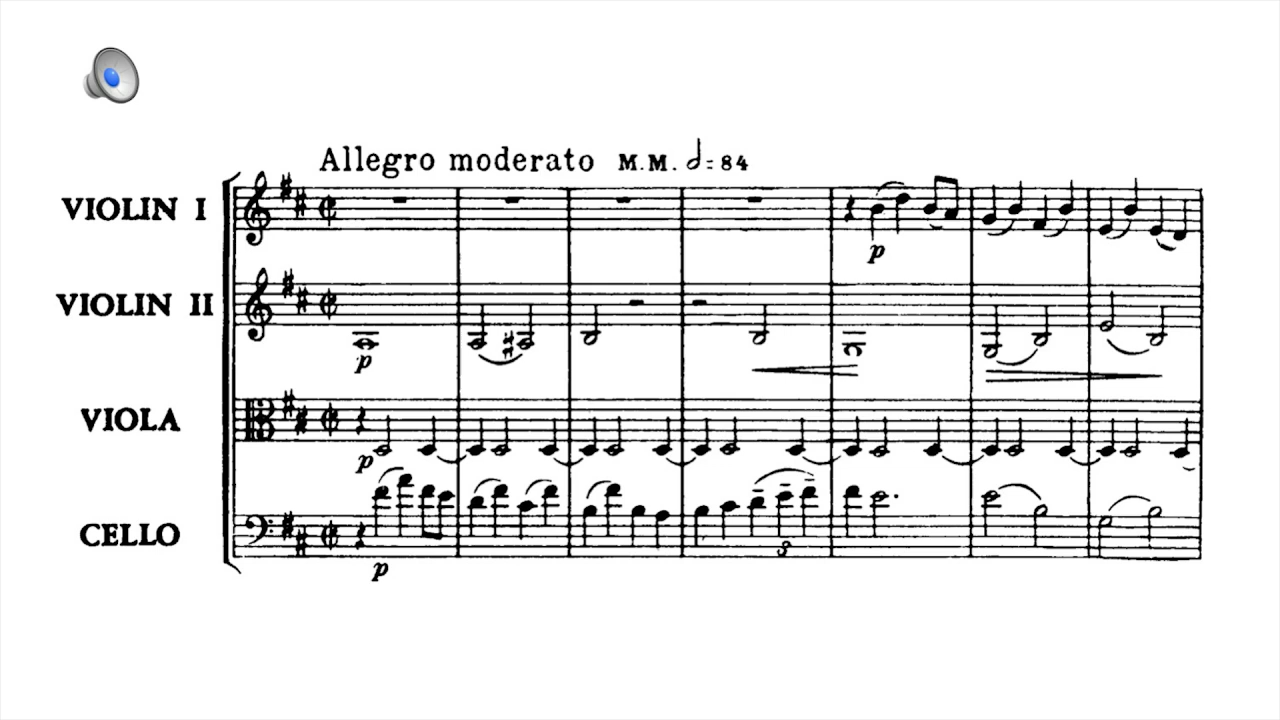 Allegro moderato M.M. 𝅗𝅥 = 84
VIOLIN I
p
VIOLIN II
p
VIOLA
p
CELLO
3
p